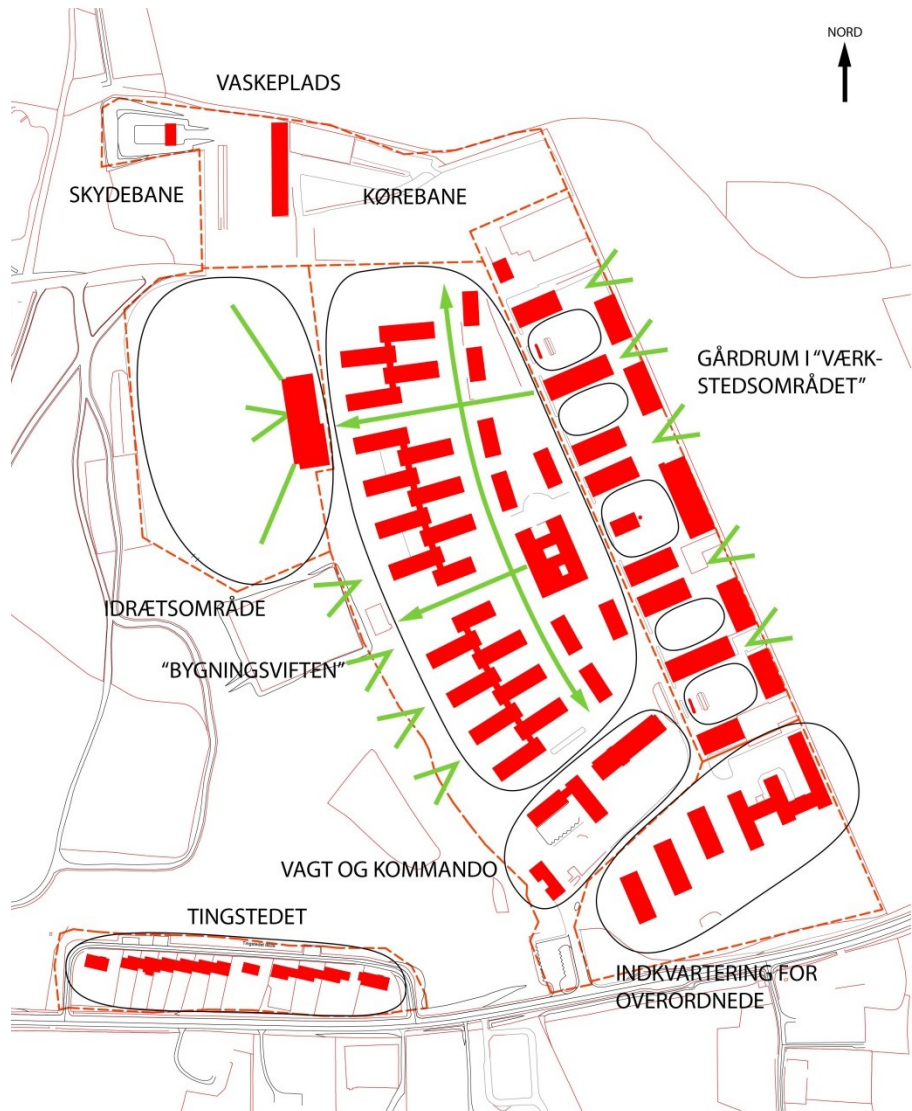 NORD
VASKEPLADS
SKYDEBANE
KØREBANE
GÅRDRUM I "VÆRK-
STEDSOMRÅDET"
IDRÆTSOMRÅDE
"BYGNINGSVIFTEN"
VAGT OG KOMMANDO
TINGSTEDET
INDKVARTERING FOR
OVERORDNEDE